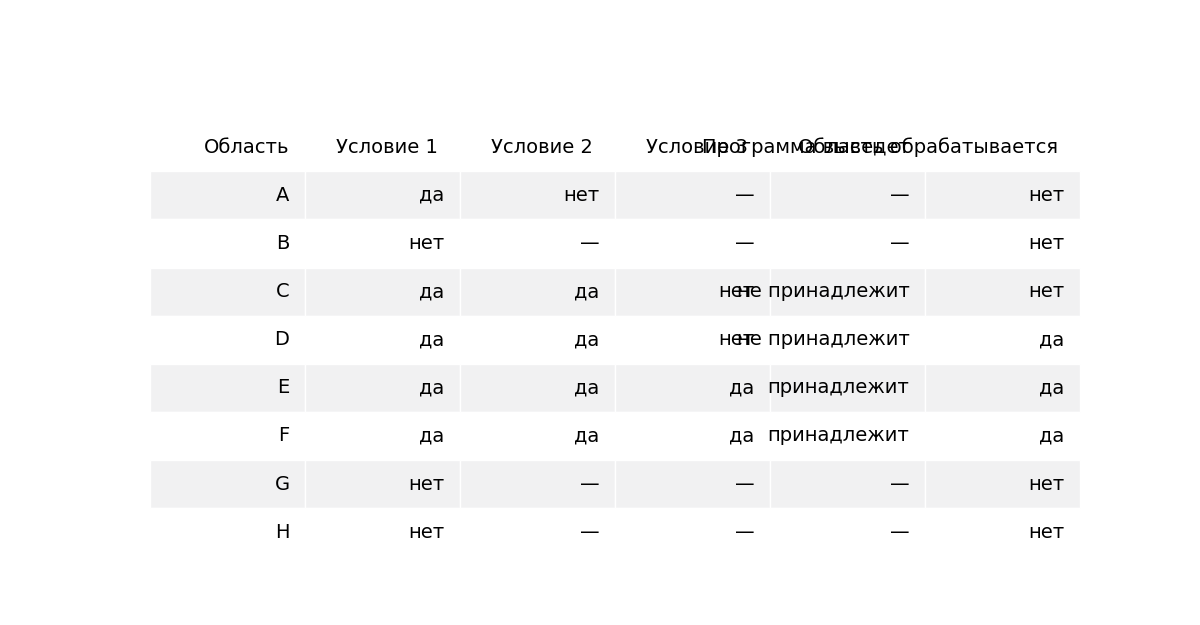 Область Условие 1 Условие 2 Условие 3 Программа выведет Область обрабатывается
A да нет — — нет
B нет — — — нет
C да да нет не принадлежит нет
D да да нет не принадлежит да
E да да да принадлежит да
F да да да принадлежит да
G нет — — — нет
H нет — — — нет